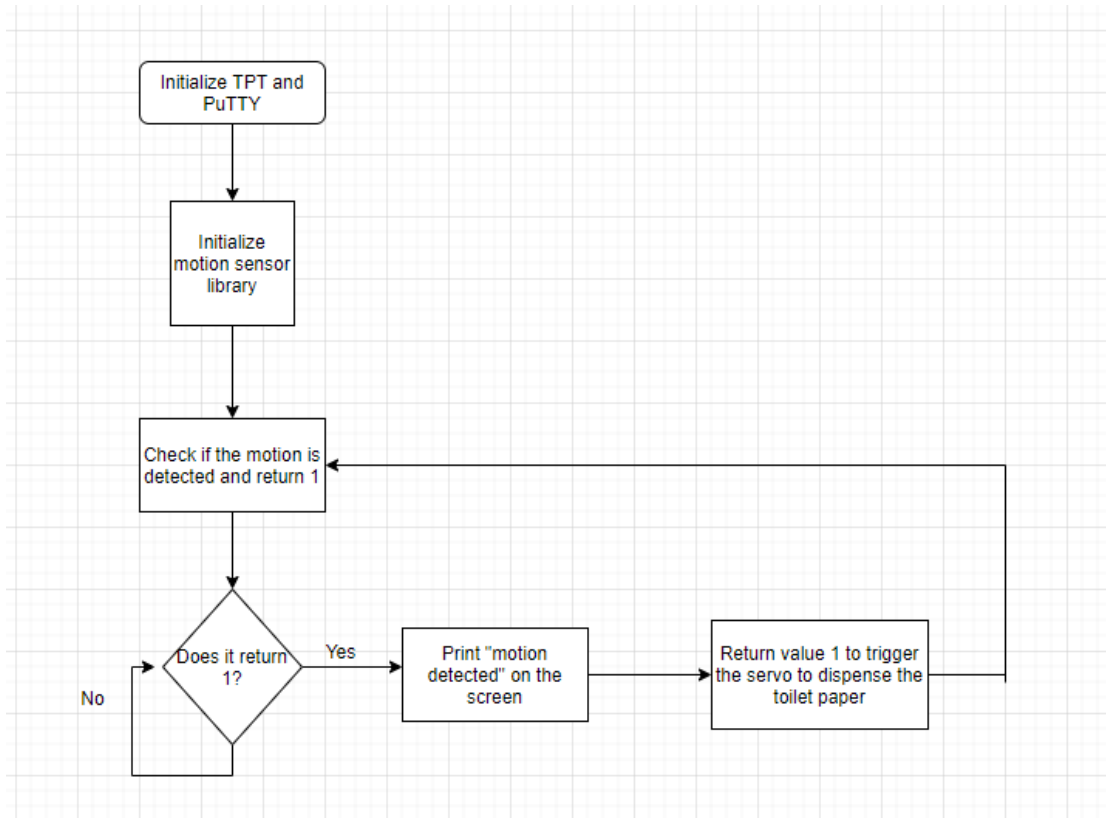 Initialize TPT and
PuTTY
Initialize
motion sensor
library
Check if the motion is
detected and return 1
Does it return
1?
Yes
No
Print "motion
detected" on the
screen
Return value 1 to trigger
the servo to dispense the
toilet paper